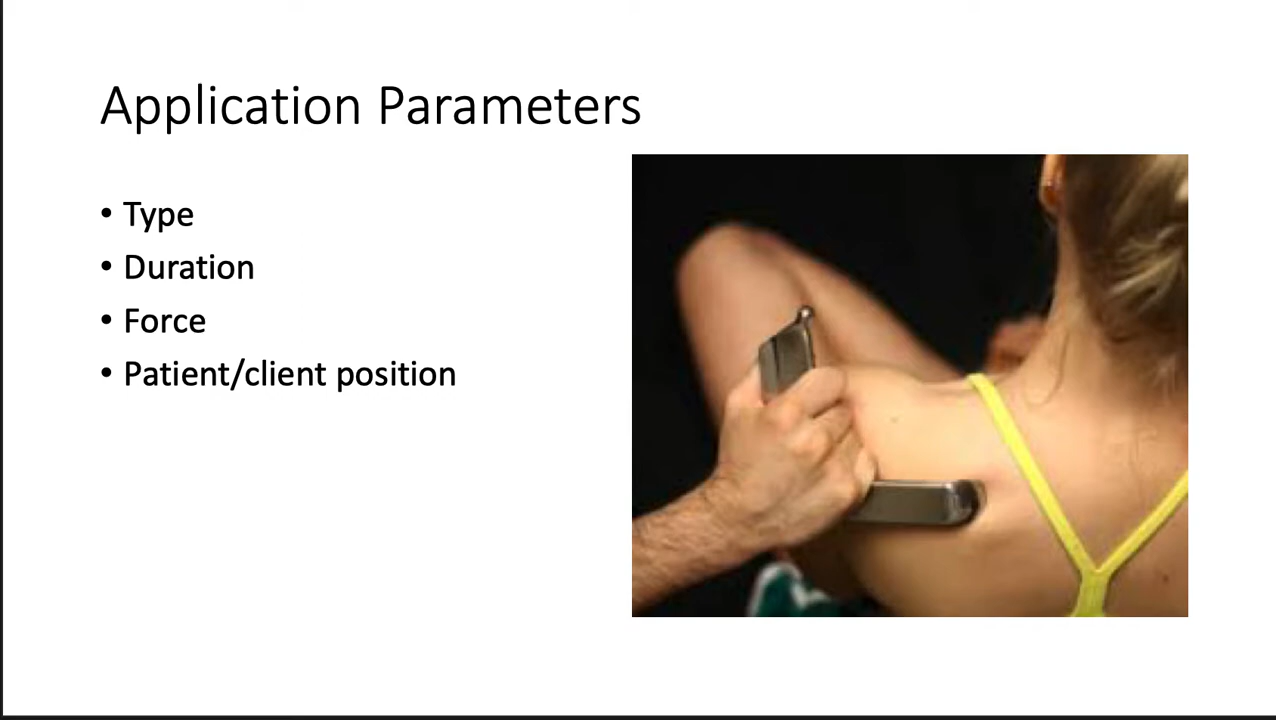 Application Parameters
• Type
• Duration
• Force
• Patient/client position